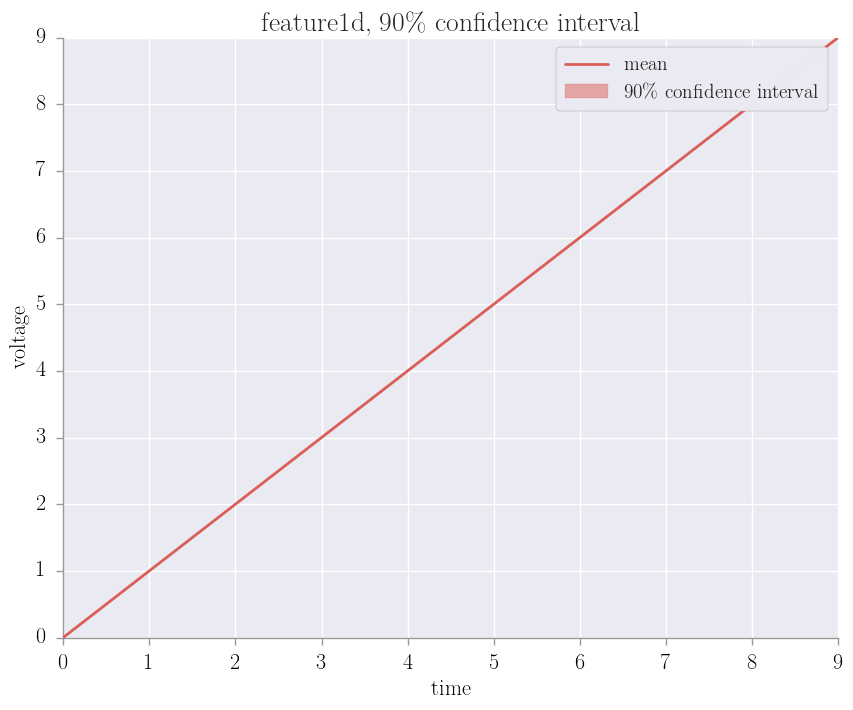 feature1d, 90% confidence interval
mean
90% confidence interval
voltage
9
8
7
6
5
4
3
2
1
0
0 1 2 3 4 5 6 7 8 9
time